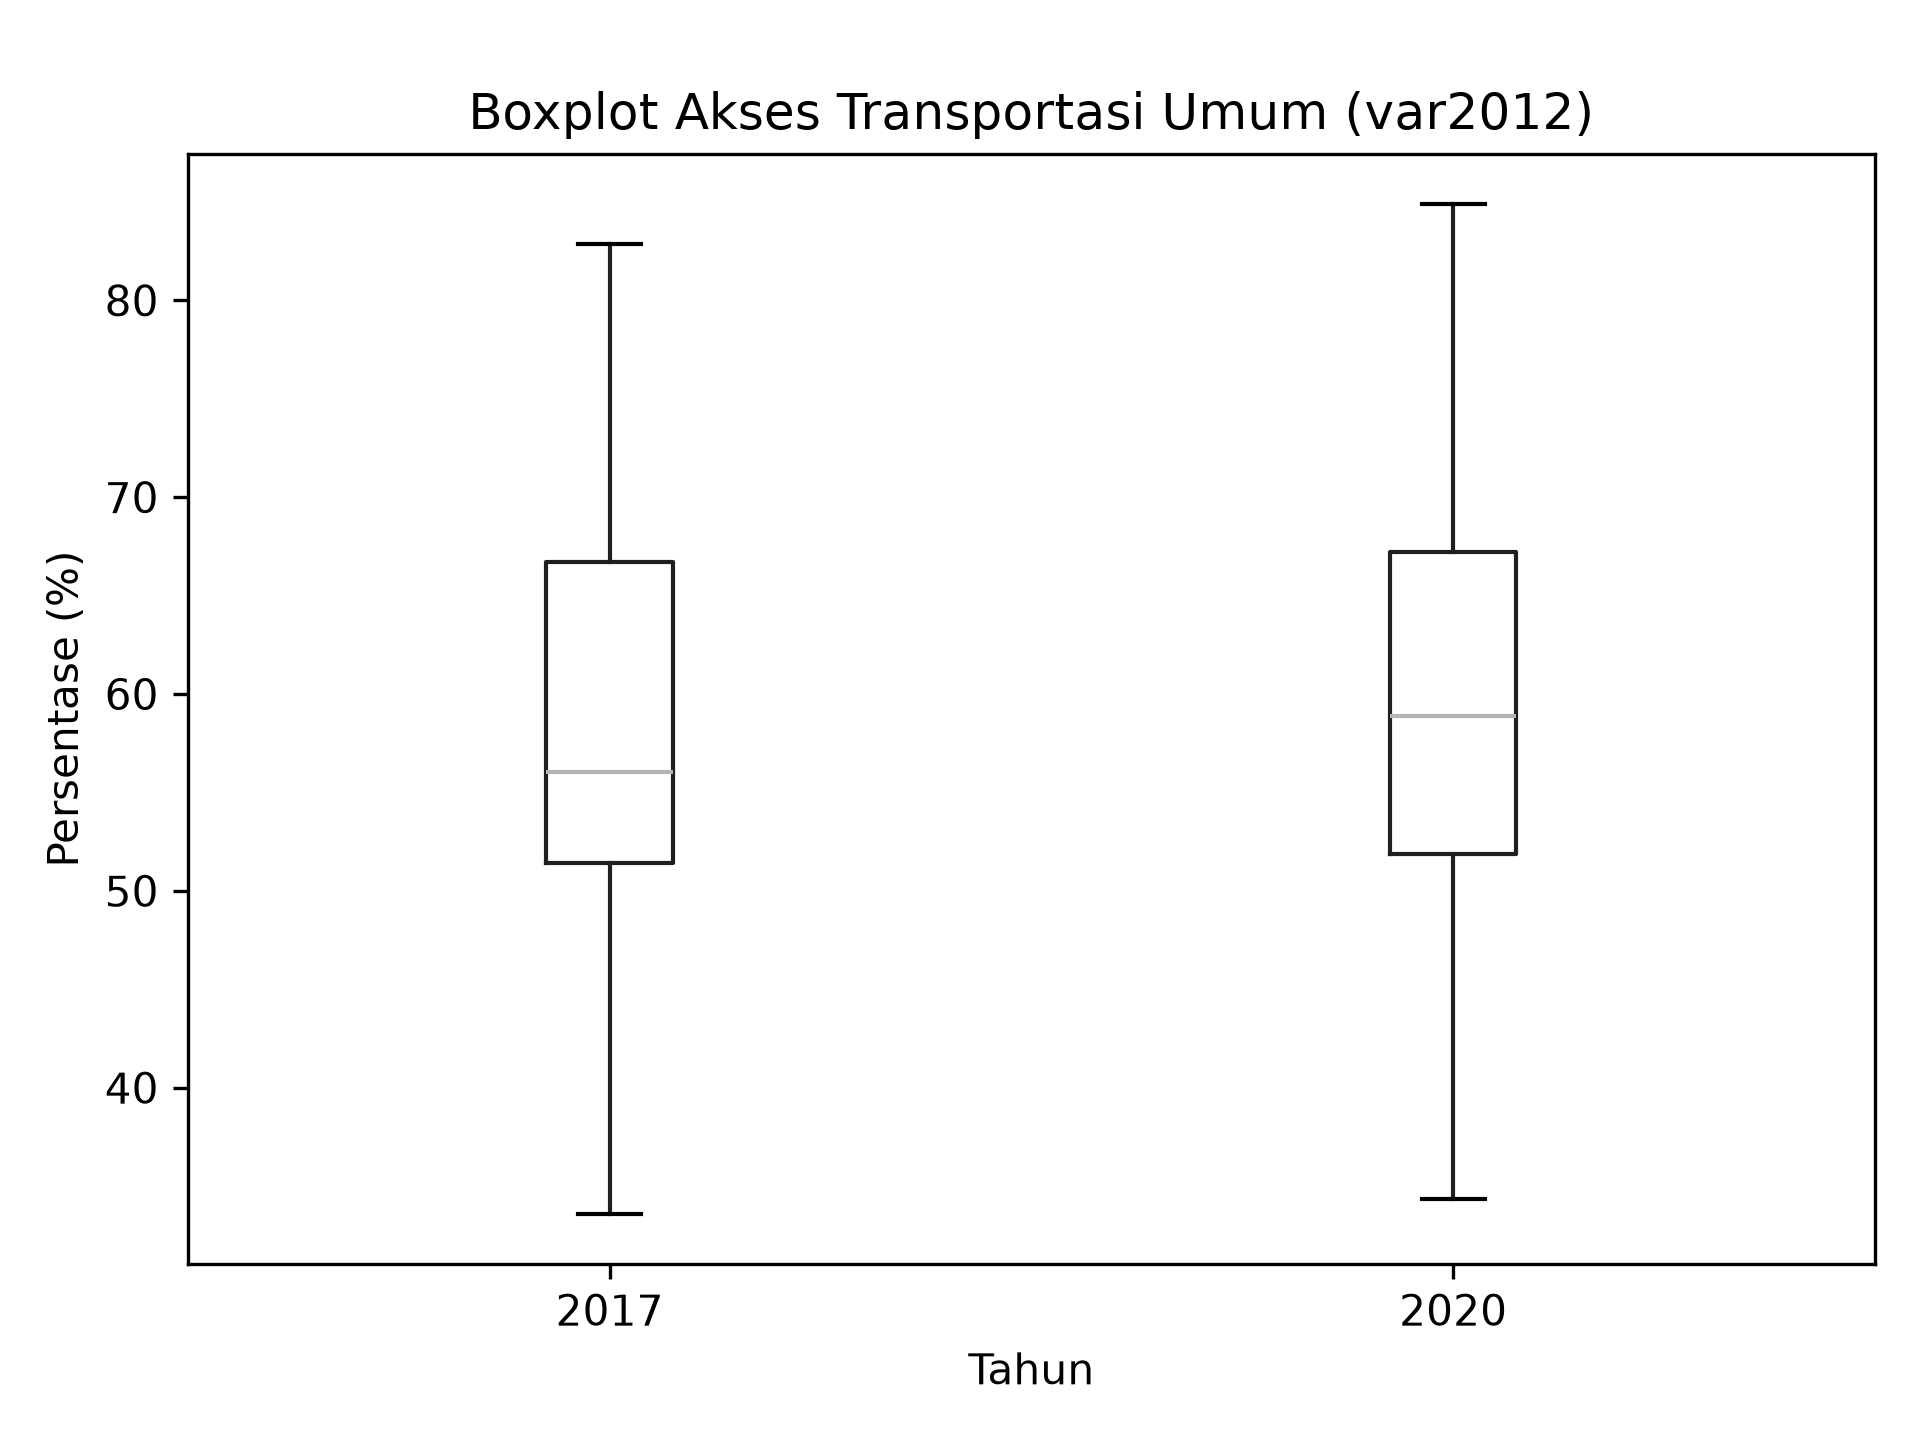 Boxplot Akses Transportasi Umum (var2012)
Persentase (%)
80
70
60
50
40
2017
2020
Tahun